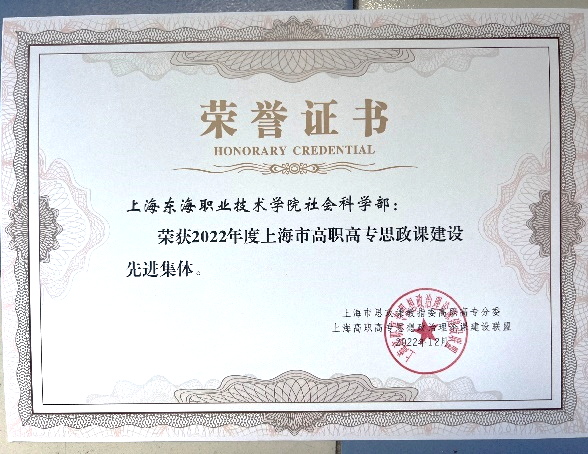 荣誉证书
HONORARY CREDENTIAL
上海东海职业技术学院社会科学部：
荣获2022年度上海市高职高专思政课建设
先进集体。
上海市思政课教指委高职高专分委
上海高职高专思想政治理论课建设联盟
2022年12月